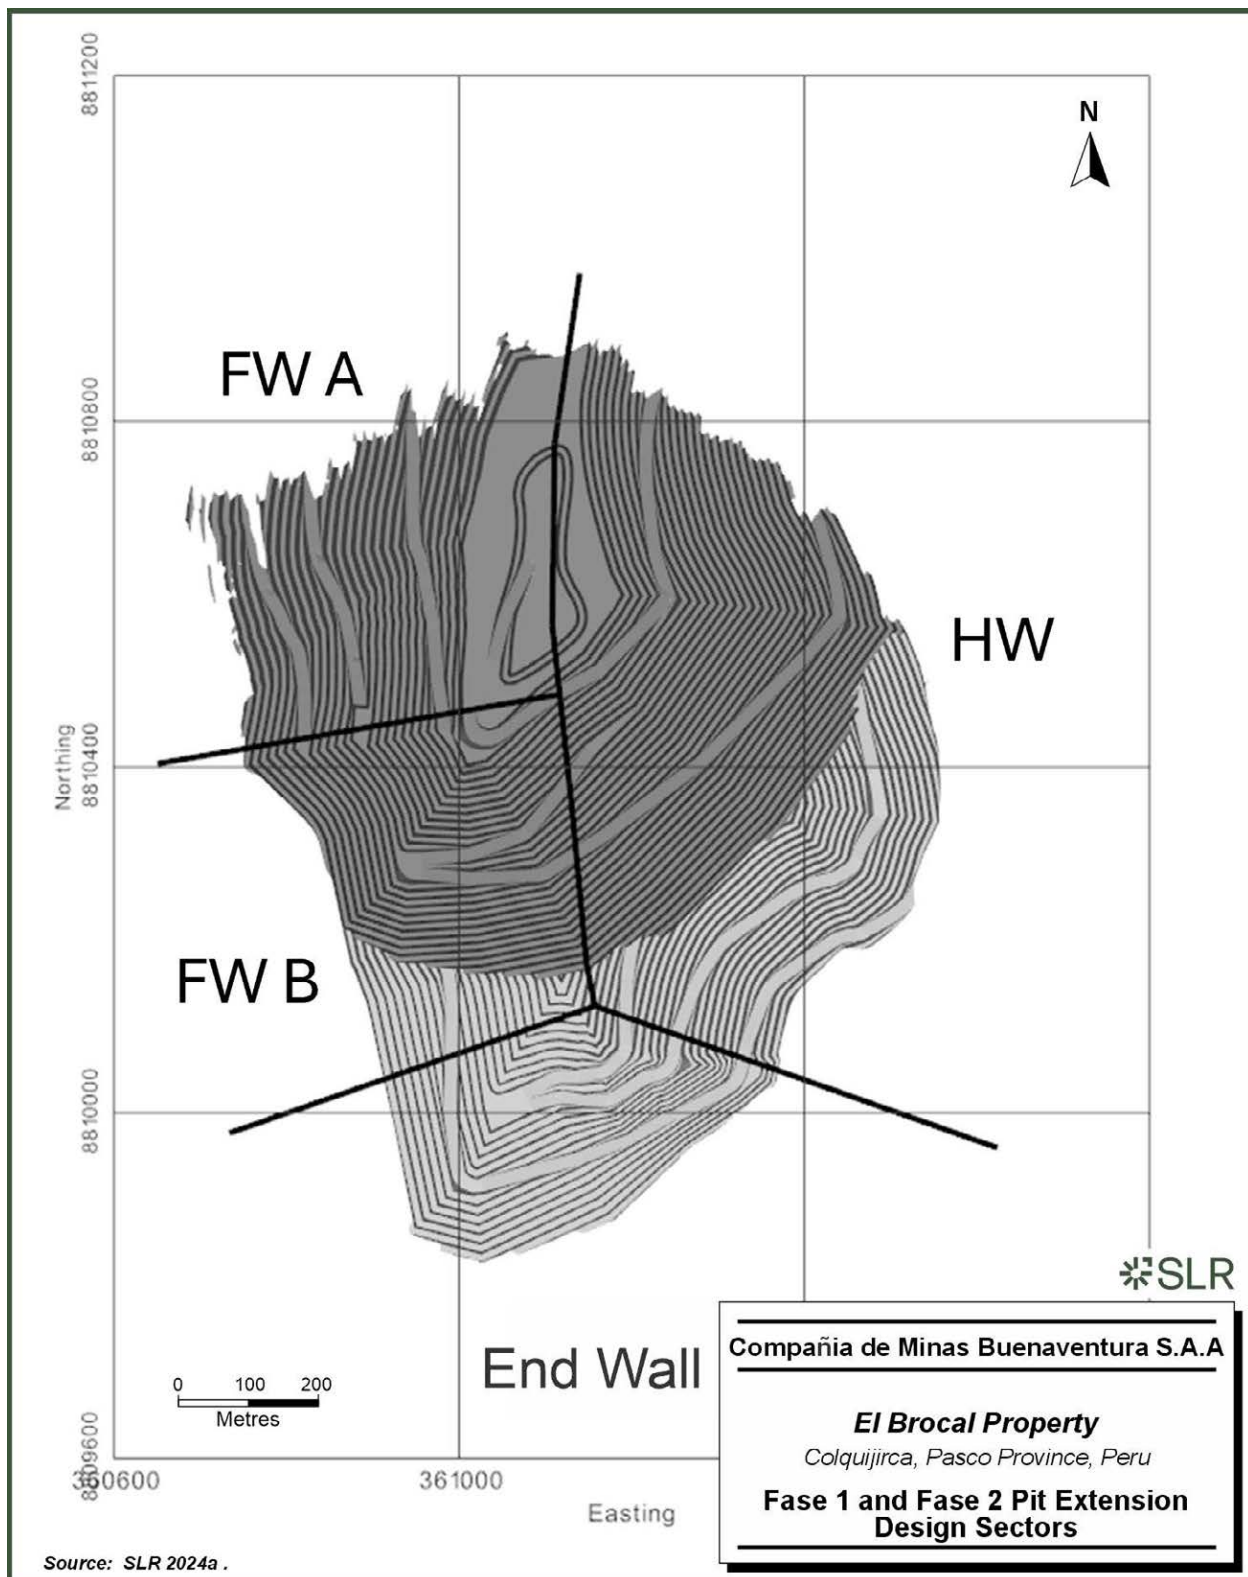 8811200
N
FW A
8810800
HW
Northing
8810400
FW B
8810000
SLR
End Wall
0 100 200
Metres
Compañia de Minas Buenaventura S.A.A
El Brocal Property
Colquijirca, Pasco Province, Peru
Fase 1 and Fase 2 Pit Extension
Design Sectors
8809600
360600
361000
Easting
Source: SLR 2024a .